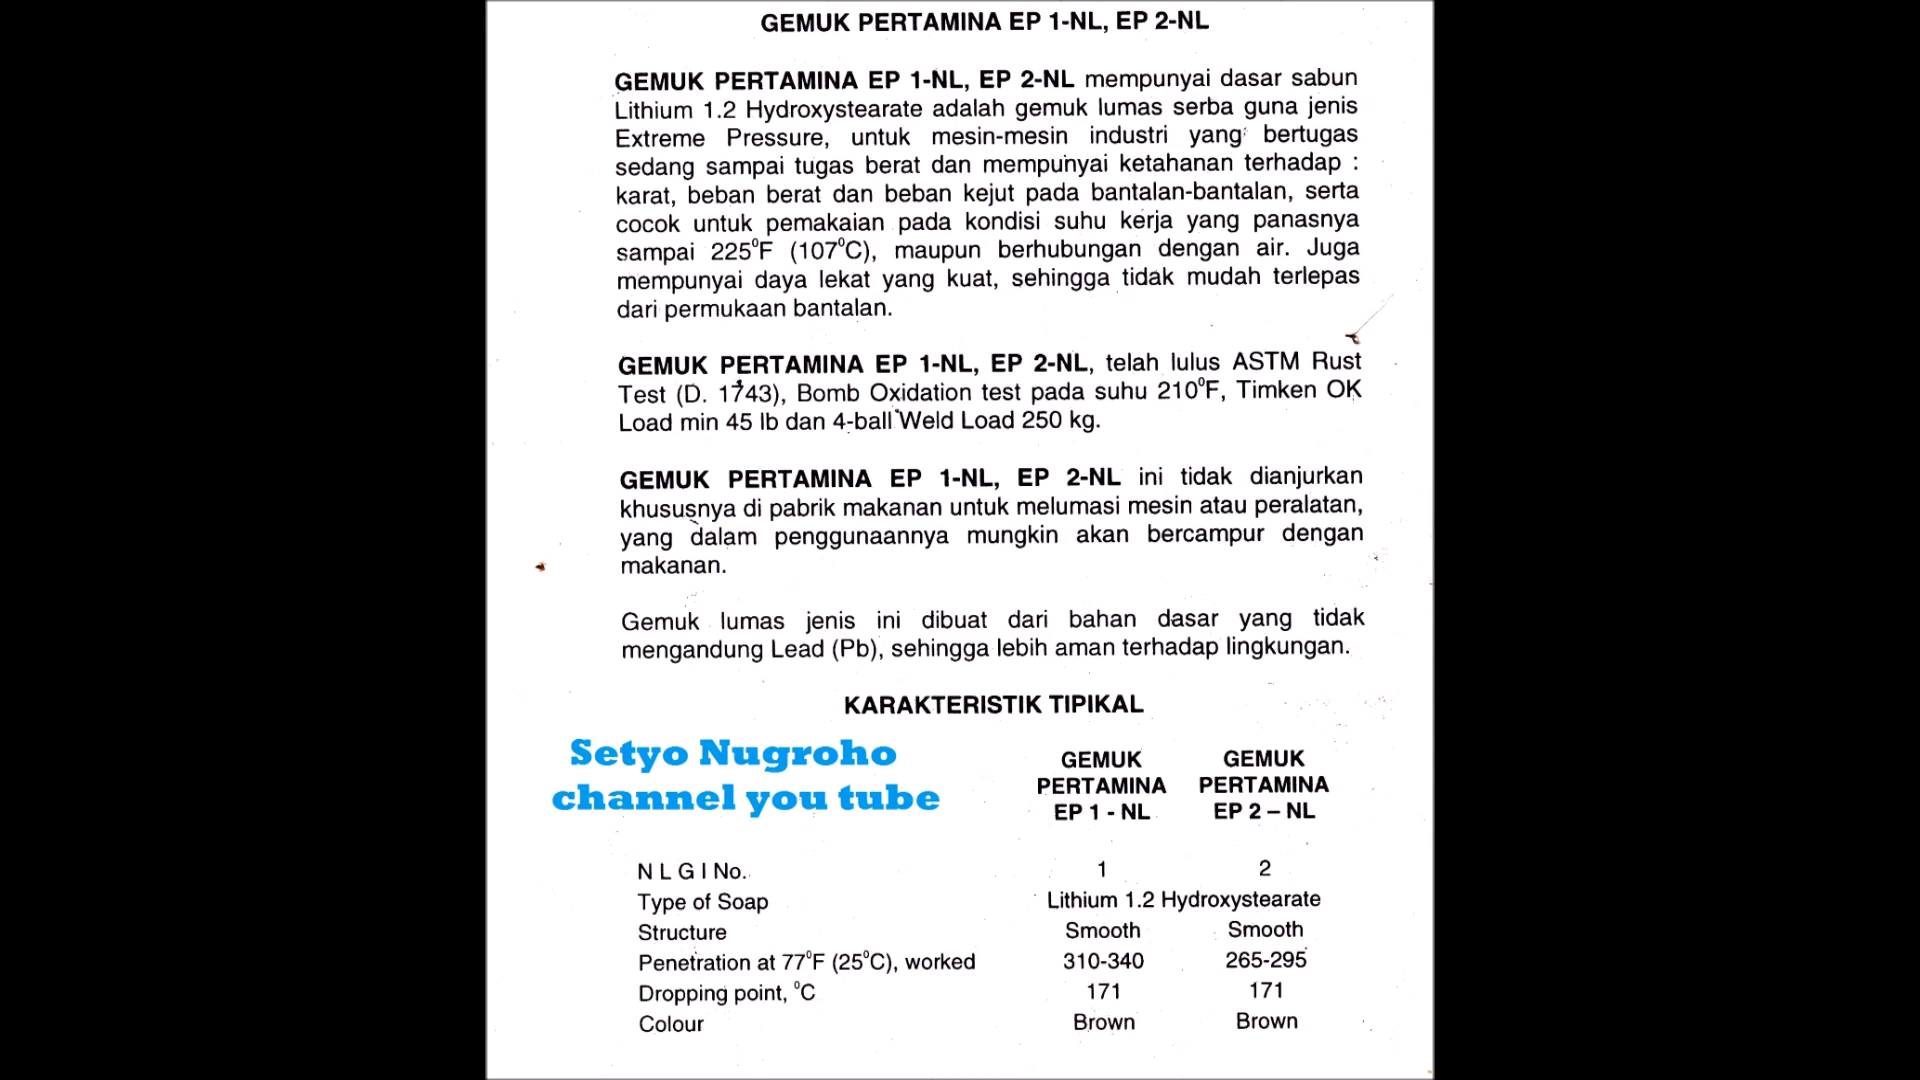 GEMUK PERTAMINA EP 1-NL, EP 2-NL
GEMUK PERTAMINA EP 1-NL, EP 2-NL mempunyai dasar sabun
Lithium 1.2 Hydroxystearate adalah gemuk lumas serba guna jenis
Extreme Pressure, untuk mesin-mesin industri yang bertugas
sedang sampai tugas berat dan mempunyai ketahanan terhadap :
karat, beban berat dan beban kejut pada bantalan-bantalan, serta
cocok untuk pemakaian pada kondisi suhu kerja yang panasnya
sampai 225⁰F (107⁰C), maupun berhubungan dengan air. Juga
mempunyai daya lekat yang kuat, sehingga tidak mudah terlepas
dari permukaan bantalan.
GEMUK PERTAMINA EP 1-NL, EP 2-NL, telah lulus ASTM Rust
Test (D. 1743), Bomb Oxidation test pada suhu 210⁰F, Timken OK
Load min 45 lb dan 4-ball Weld Load 250 kg.
GEMUK PERTAMINA EP 1-NL, EP 2-NL ini tidak dianjurkan
khususnya di pabrik makanan untuk melumasi mesin atau peralatan,
yang dalam penggunaannya mungkin akan bercampur dengan
makanan.
Gemuk lumas jenis ini dibuat dari bahan dasar yang tidak
mengandung Lead (Pb), sehingga lebih aman terhadap lingkungan.
KARAKTERISTIK TIPIKAL
Setyo Nugroho
channel you tube
GEMUK PERTAMINA EP 1 - NL
GEMUK PERTAMINA EP 2 – NL
N L G I No. 1 2
Type of Soap Lithium 1.2 Hydroxystearate
Structure Smooth Smooth
Penetration at 77⁰F (25⁰C), worked 310-340 265-295
Dropping point, ⁰C 171 171
Colour Brown Brown